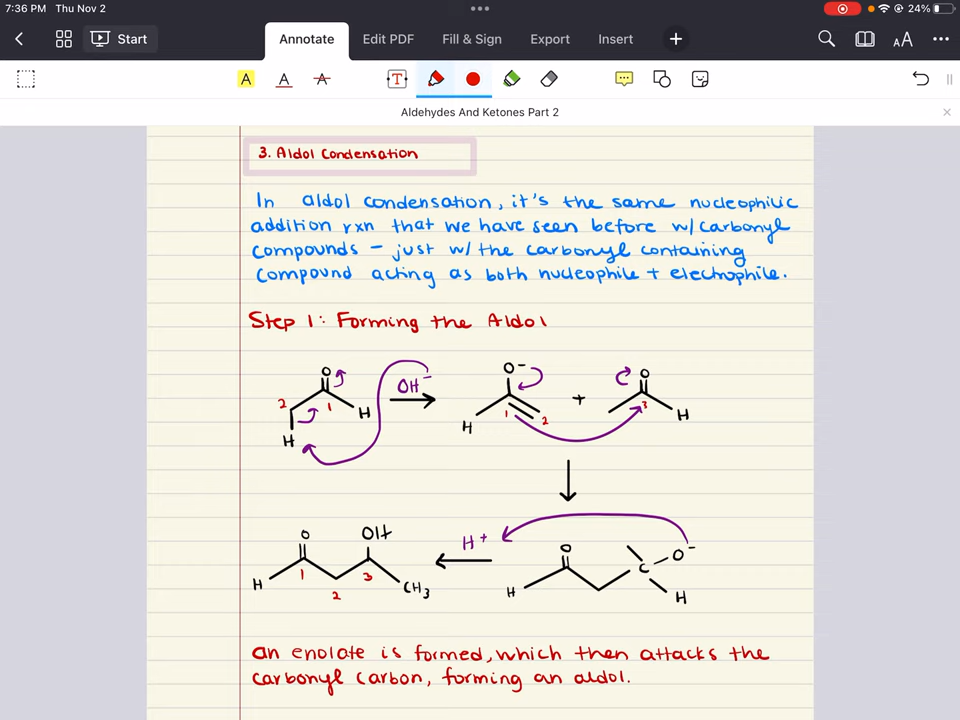 7:36 PM Thu Nov 2
24%
Start
Annotate
Edit PDF
Fill & Sign
Export
Insert
Aldehydes And Ketones Part 2
3. Aldol Condensation
In aldol condensation, it's the same nucleophilic
addition rxn that we have seen before w/ carbonyl
compounds – just w/ the carbonyl containing
compound acting as both nucleophile + electrophile.
Step 1: Forming the Aldol
O
2
1
H
H
OH⁻
O⁻
H
1
2
+
O
3
H
O
OH
H
1
2
3
CH3
H+
O
H
C
O⁻
H
an enolate is formed, which then attacks the
carbonyl carbon, forming an aldol.